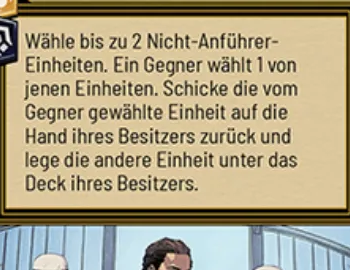 Wähle bis zu 2 Nicht-Anführer-
Einheiten. Ein Gegner wählt 1 von
jenen Einheiten. Schicke die vom
Gegner gewählte Einheit auf die
Hand ihres Besitzers zurück und
lege die andere Einheit unter das
Deck ihres Besitzers.